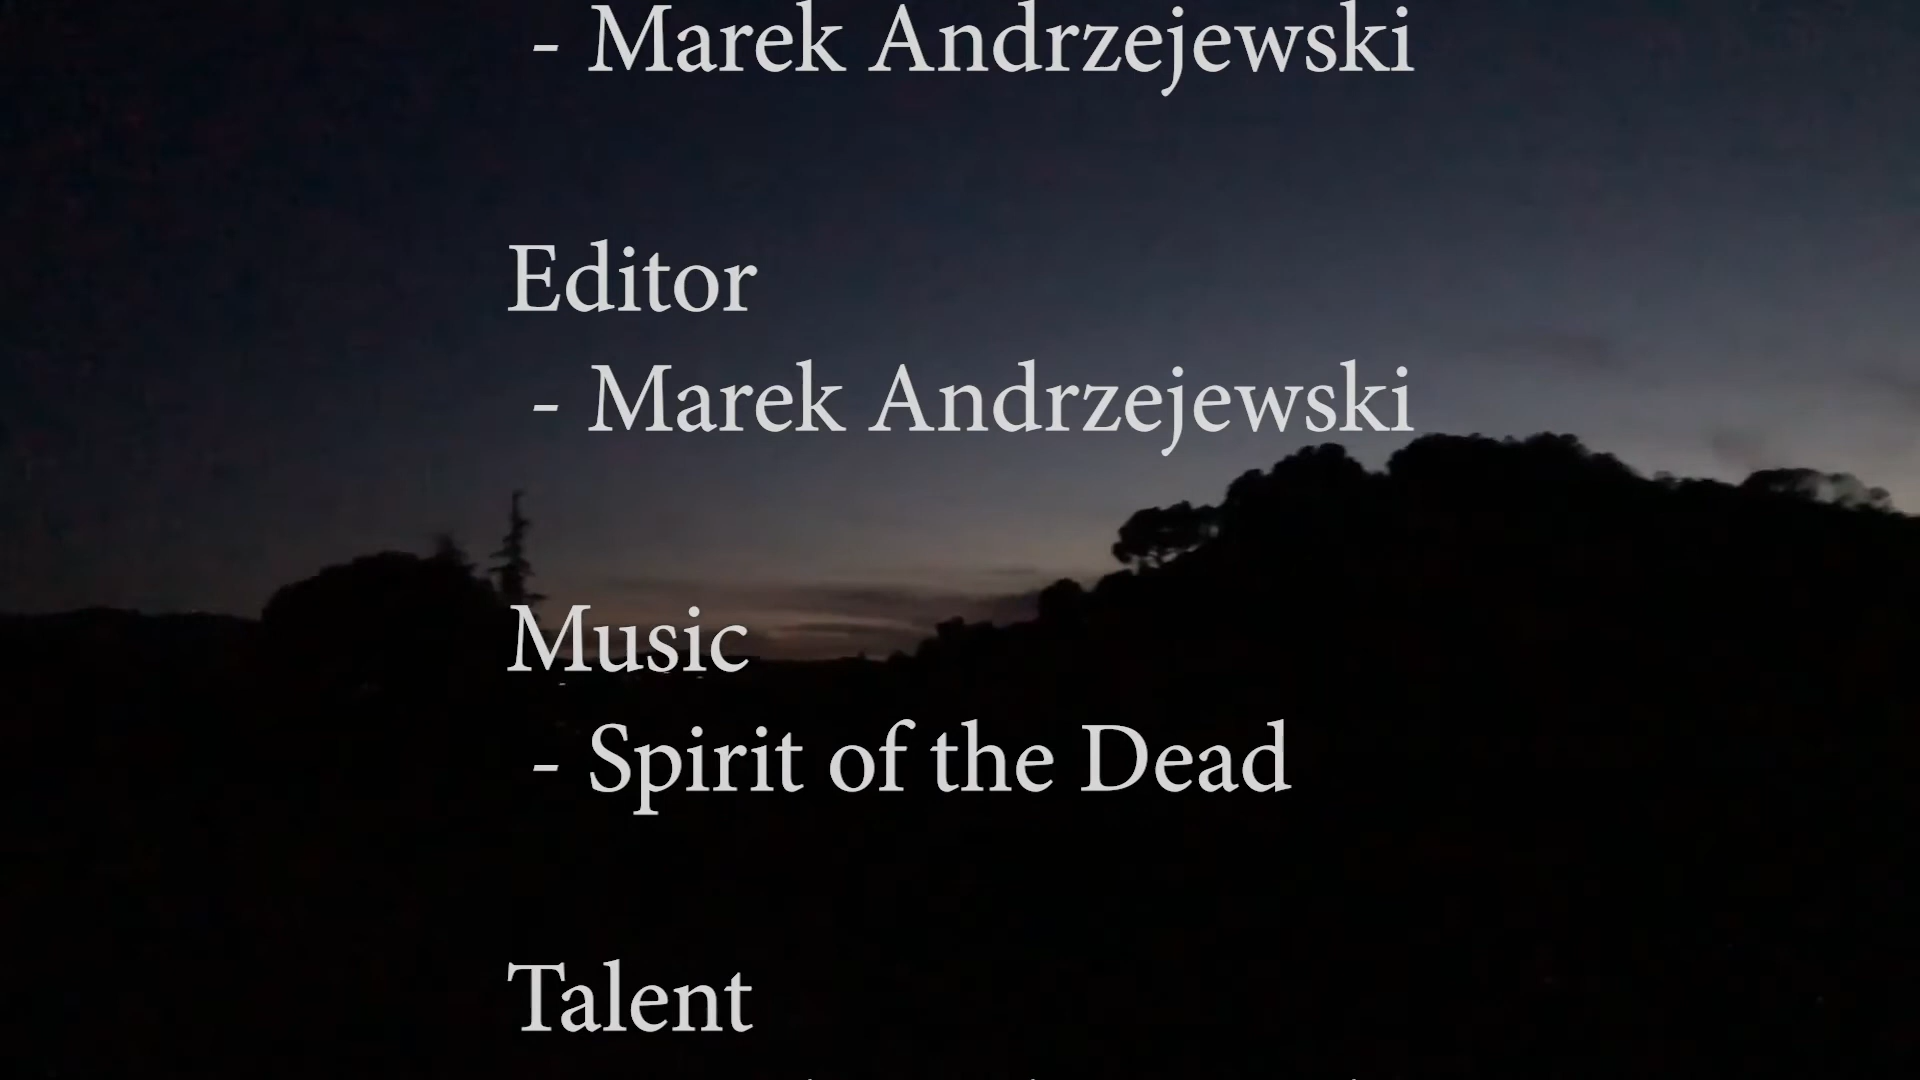 - Marek Andrzejewski
Editor
- Marek Andrzejewski
Music
- Spirit of the Dead
Talent